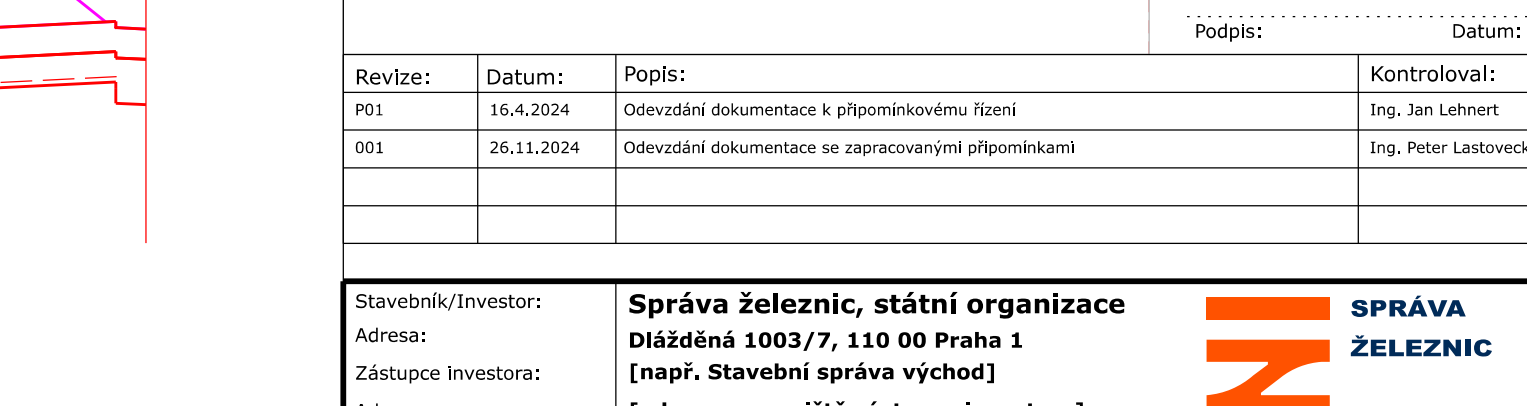 Podpis: Datum:
Revize: Datum: Popis: Kontroloval:
P01 16.4.2024 Odevzdání dokumentace k připomínkovému řízení Ing. Jan Lehnert
001 26.11.2024 Odevzdání dokumentace se zapracovanými připomínkami Ing. Peter
Stavebník/Investor: Správa železnic, státní organizace
Adresa: Dlážděná 1003/7, 110 00 Praha 1
Zástupce investora: [např. Stavební správa východ]
SPRÁVA
ŽELEZNIC